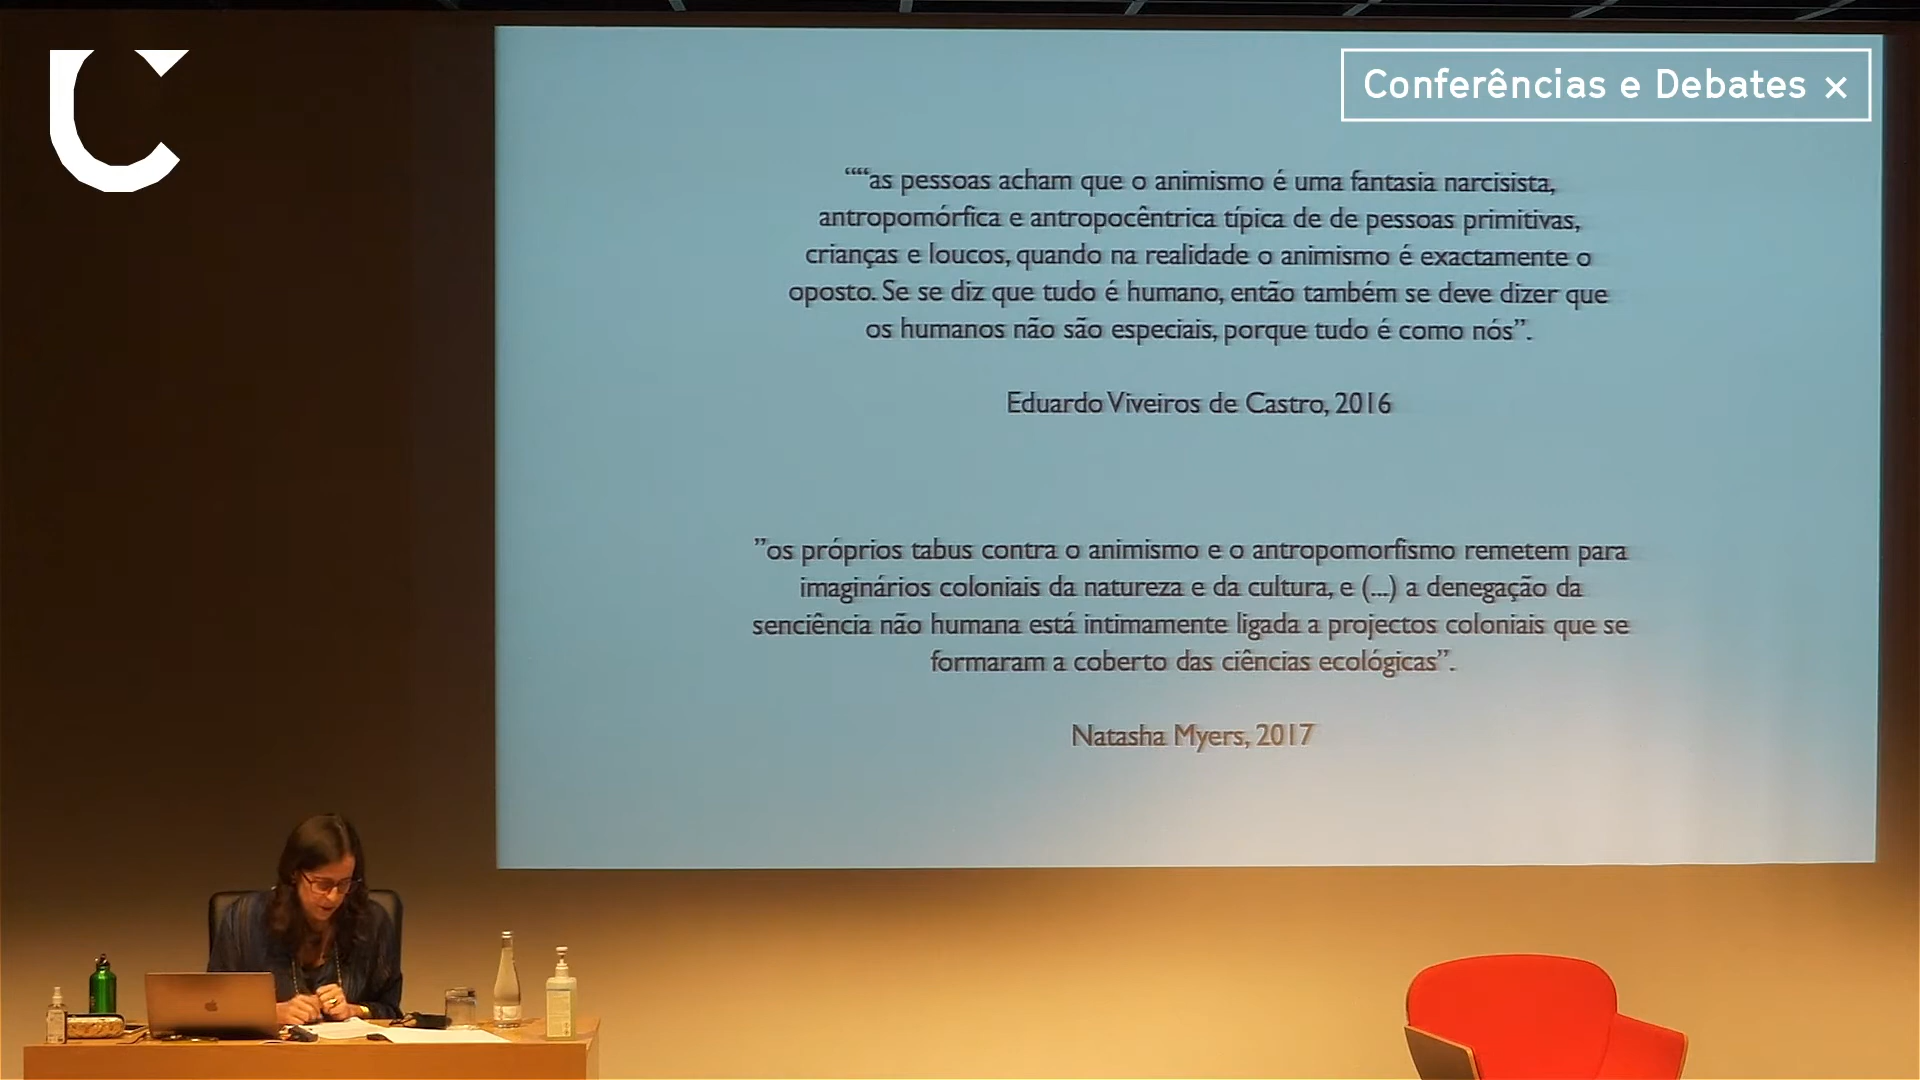 Conferências e Debates ×
““as pessoas acham que o animismo é uma fantasia narcisista,
antropomórfica e antropocêntrica típica de de pessoas primitivas,
crianças e loucos, quando na realidade o animismo é exactamente o
oposto. Se se diz que tudo é humano, então também se deve dizer que
os humanos não são especiais, porque tudo é como nós”.
Eduardo Viveiros de Castro, 2016
”os próprios tabus contra o animismo e o antropomorfismo remetem para
imaginários coloniais da natureza e da cultura, e (...) a denegação da
senciência não humana está intimamente ligada a projectos coloniais que se
formaram a coberto das ciências ecológicas”.
Natasha Myers, 2017